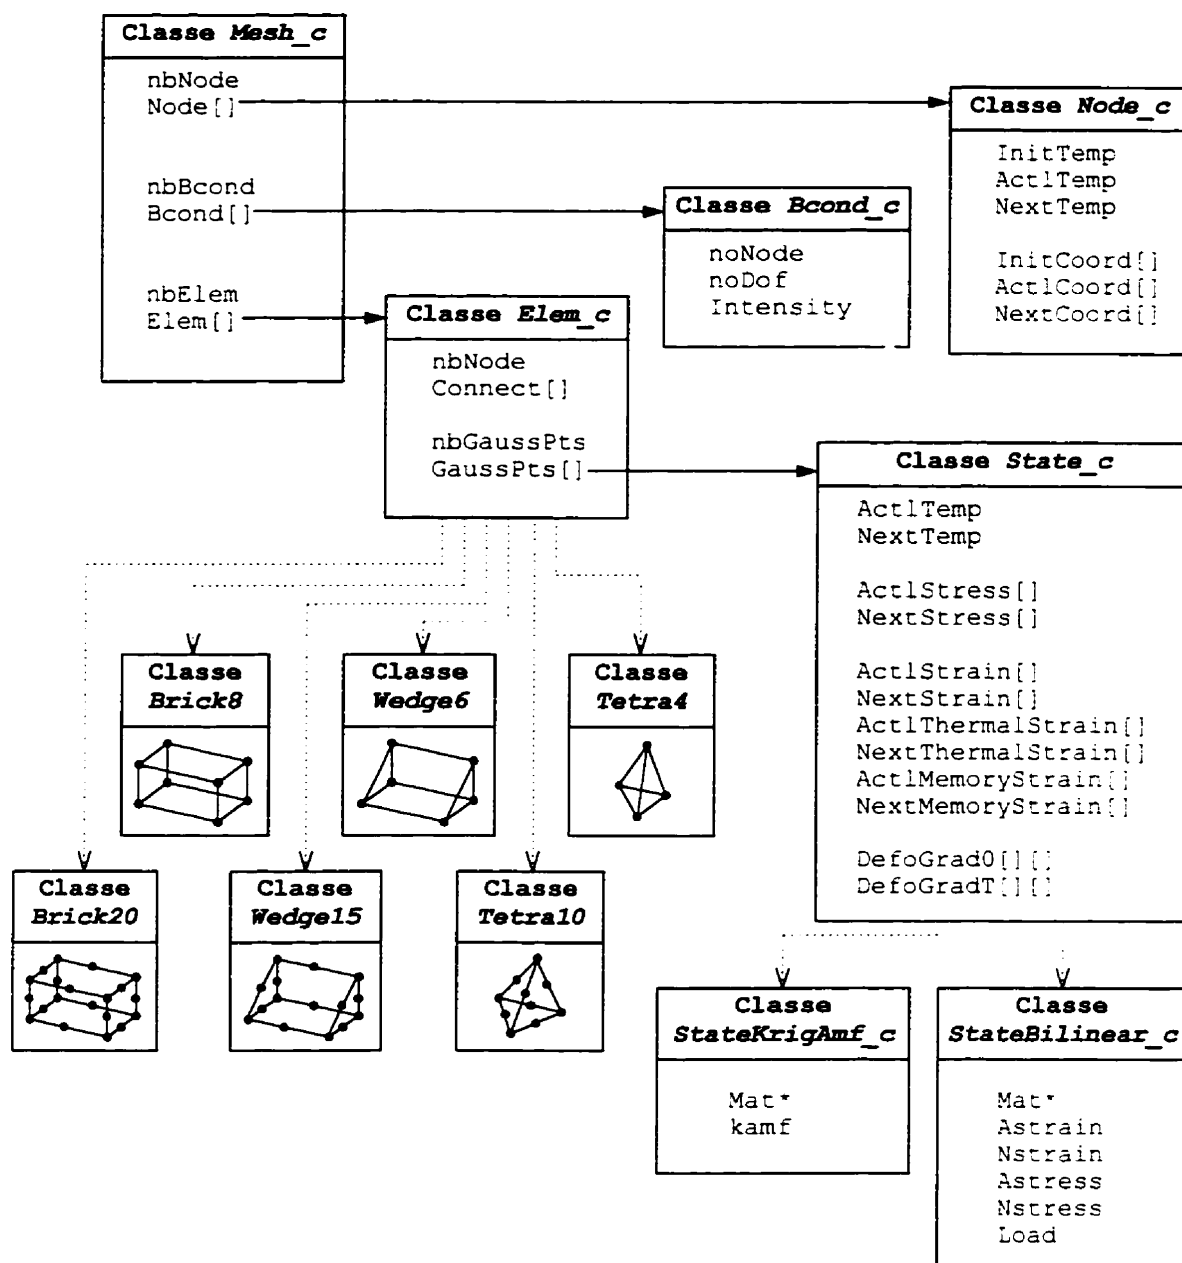 Classe Mesh_c
nbNode
Node[]
nbBcond
Bcond[]
nbElem
Elem[]
Classe Node_c
InitTemp
ActlTemp
NextTemp
InitCoord[]
ActlCoord[]
NextCoord[]
Classe Bcond_c
noNode
noDof
Intensity
Classe Elem_c
nbNode
Connect[]
nbGaussPts
GaussPts[]
Classe State_c
ActlTemp
NextTemp
ActlStress[]
NextStress[]
ActlStrain[]
NextStrain[]
ActlThermalStrain[]
NextThermalStrain[]
ActlMemoryStrain[]
NextMemoryStrain[]
DefoGrad0[][]
DefoGradT[][]
Classe
Brick8
Classe
Wedge6
Classe
Tetra4
Classe
Brick20
Classe
Wedge15
Classe
Tetra10
Classe
StateKrigAmf_c
Mat*
kamf
Classe
StateBilinear_c
Mat*
Astrain
Nstrain
Astress
Nstress
Load